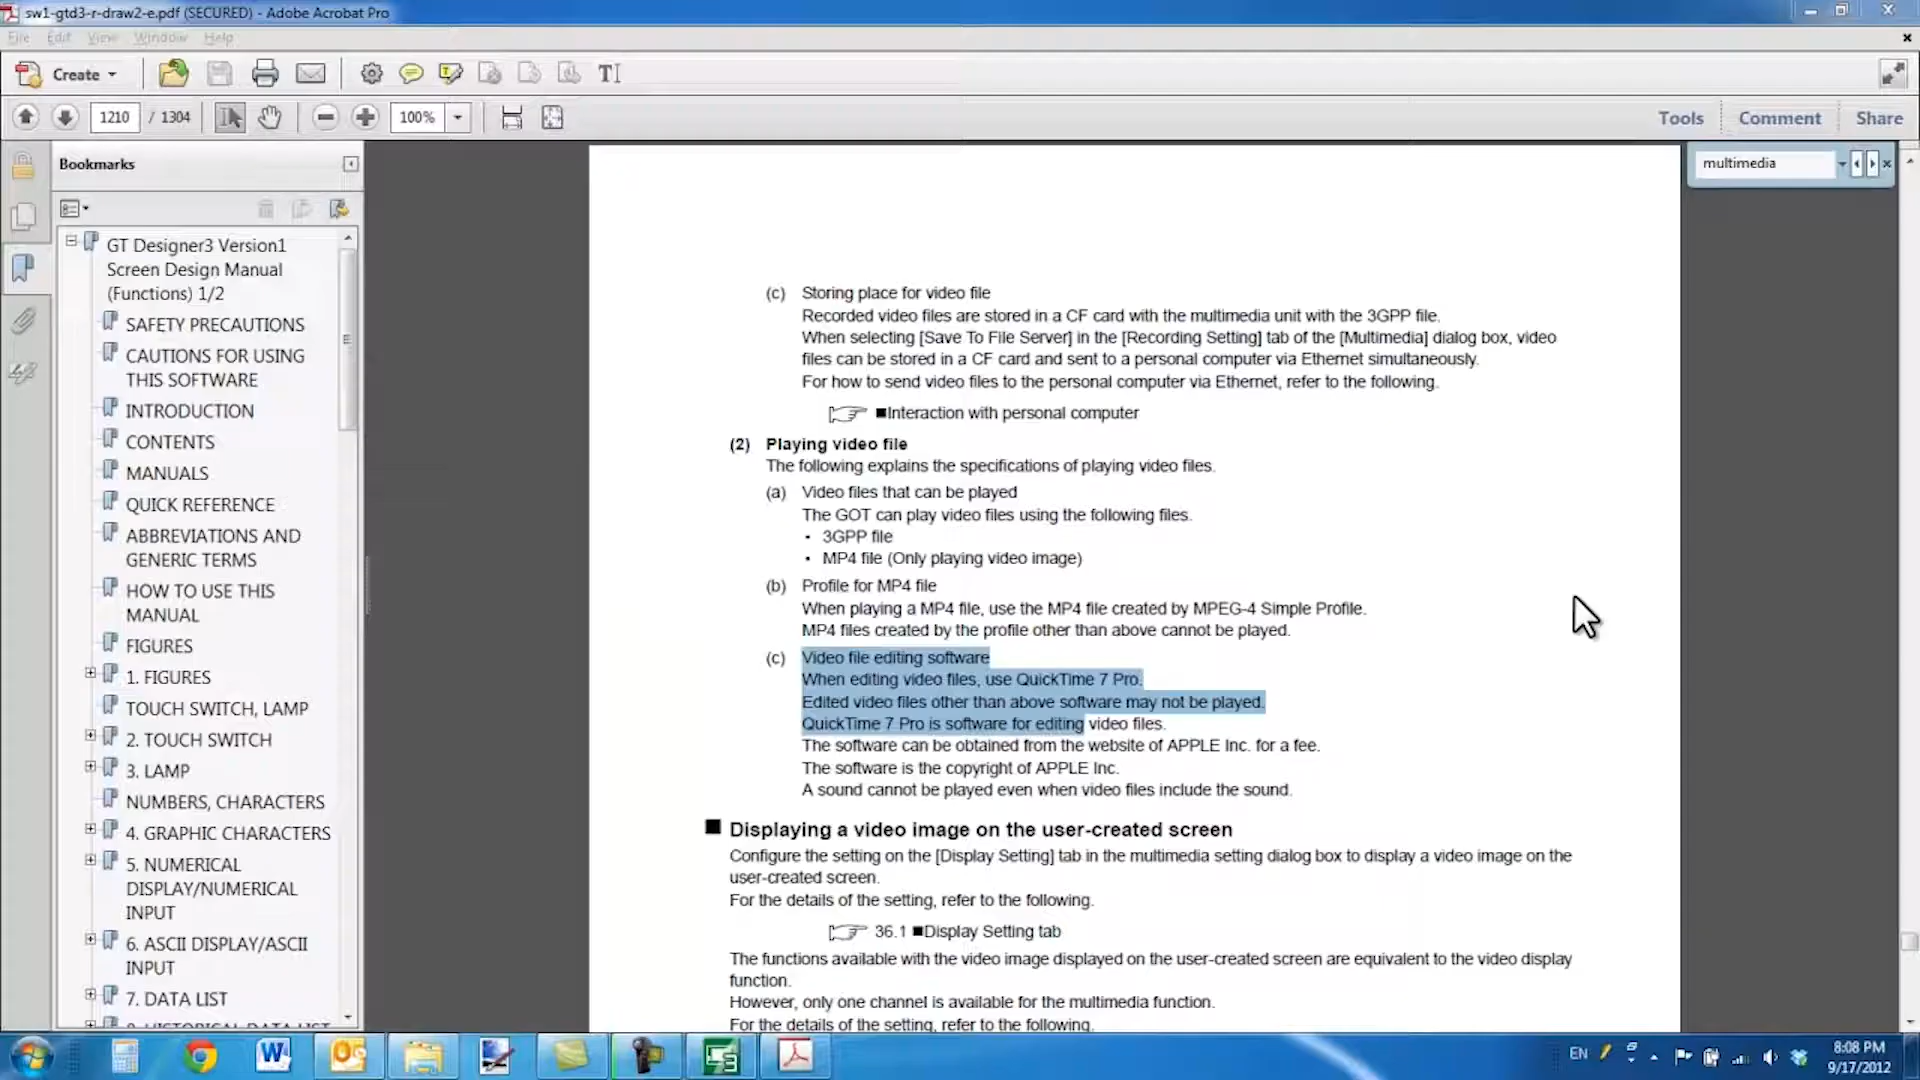 sw1-gtd3-r-draw2-e.pdf (SECURED) - Adobe Acrobat Pro
File Edit View Window Help
Create
1210 / 1304 100% Tools Comment Share
Bookmarks
multimedia
GT Designer3 Version1
Screen Design Manual
(Functions) 1/2
SAFETY PRECAUTIONS
CAUTIONS FOR USING
THIS SOFTWARE
INTRODUCTION
CONTENTS
MANUALS
QUICK REFERENCE
ABBREVIATIONS AND
GENERIC TERMS
HOW TO USE THIS
MANUAL
FIGURES
1. FIGURES
TOUCH SWITCH, LAMP
2. TOUCH SWITCH
3. LAMP
NUMBERS, CHARACTERS
4. GRAPHIC CHARACTERS
5. NUMERICAL
DISPLAY/NUMERICAL
INPUT
6. ASCII DISPLAY/ASCII
INPUT
7. DATA LIST
8. HISTORICAL DATA LIST
(c) Storing place for video file
Recorded video files are stored in a CF card with the multimedia unit with the 3GPP file.
When selecting [Save To File Server] in the [Recording Setting] tab of the [Multimedia] dialog box, video
files can be stored in a CF card and sent to a personal computer via Ethernet simultaneously.
For how to send video files to the personal computer via Ethernet, refer to the following.
■Interaction with personal computer
(2) Playing video file
The following explains the specifications of playing video files.
(a) Video files that can be played
The GOT can play video files using the following files.
• 3GPP file
• MP4 file (Only playing video image)
(b) Profile for MP4 file
When playing a MP4 file, use the MP4 file created by MPEG-4 Simple Profile.
MP4 files created by the profile other than above cannot be played.
(c) Video file editing software
When editing video files, use QuickTime 7 Pro.
Edited video files other than above software may not be played.
QuickTime 7 Pro is software for editing video files.
The software can be obtained from the website of APPLE Inc. for a fee.
The software is the copyright of APPLE Inc.
A sound cannot be played even when video files include the sound.
■ Displaying a video image on the user-created screen
Configure the setting on the [Display Setting] tab in the multimedia setting dialog box to display a video image on the
user-created screen.
For the details of the setting, refer to the following.
36.1 ■Display Setting tab
The functions available with the video image displayed on the user-created screen are equivalent to the video display
function.
However, only one channel is available for the multimedia function.
For the details of the setting, refer to the following.
EN
8:08 PM
9/17/2012